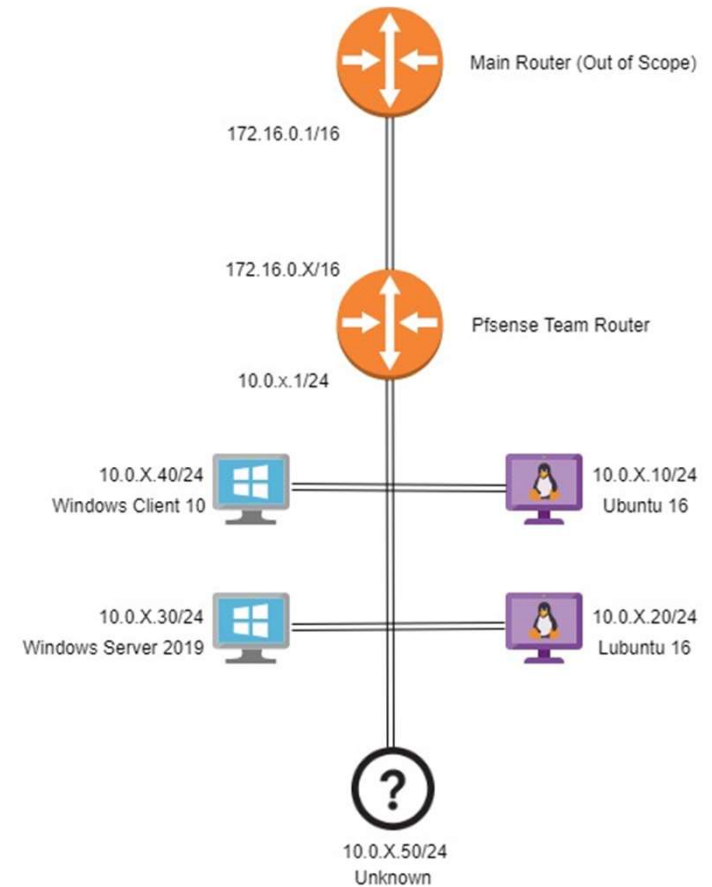 Main Router (Out of Scope)
172.16.0.1/16
172.16.0.X/16
Pfsense Team Router
10.0.x.1/24
10.0.X.40/24
Windows Client 10
10.0.X.10/24
Ubuntu 16
10.0.X.30/24
Windows Server 2019
10.0.X.20/24
Lubuntu 16
?
10.0.X.50/24
Unknown